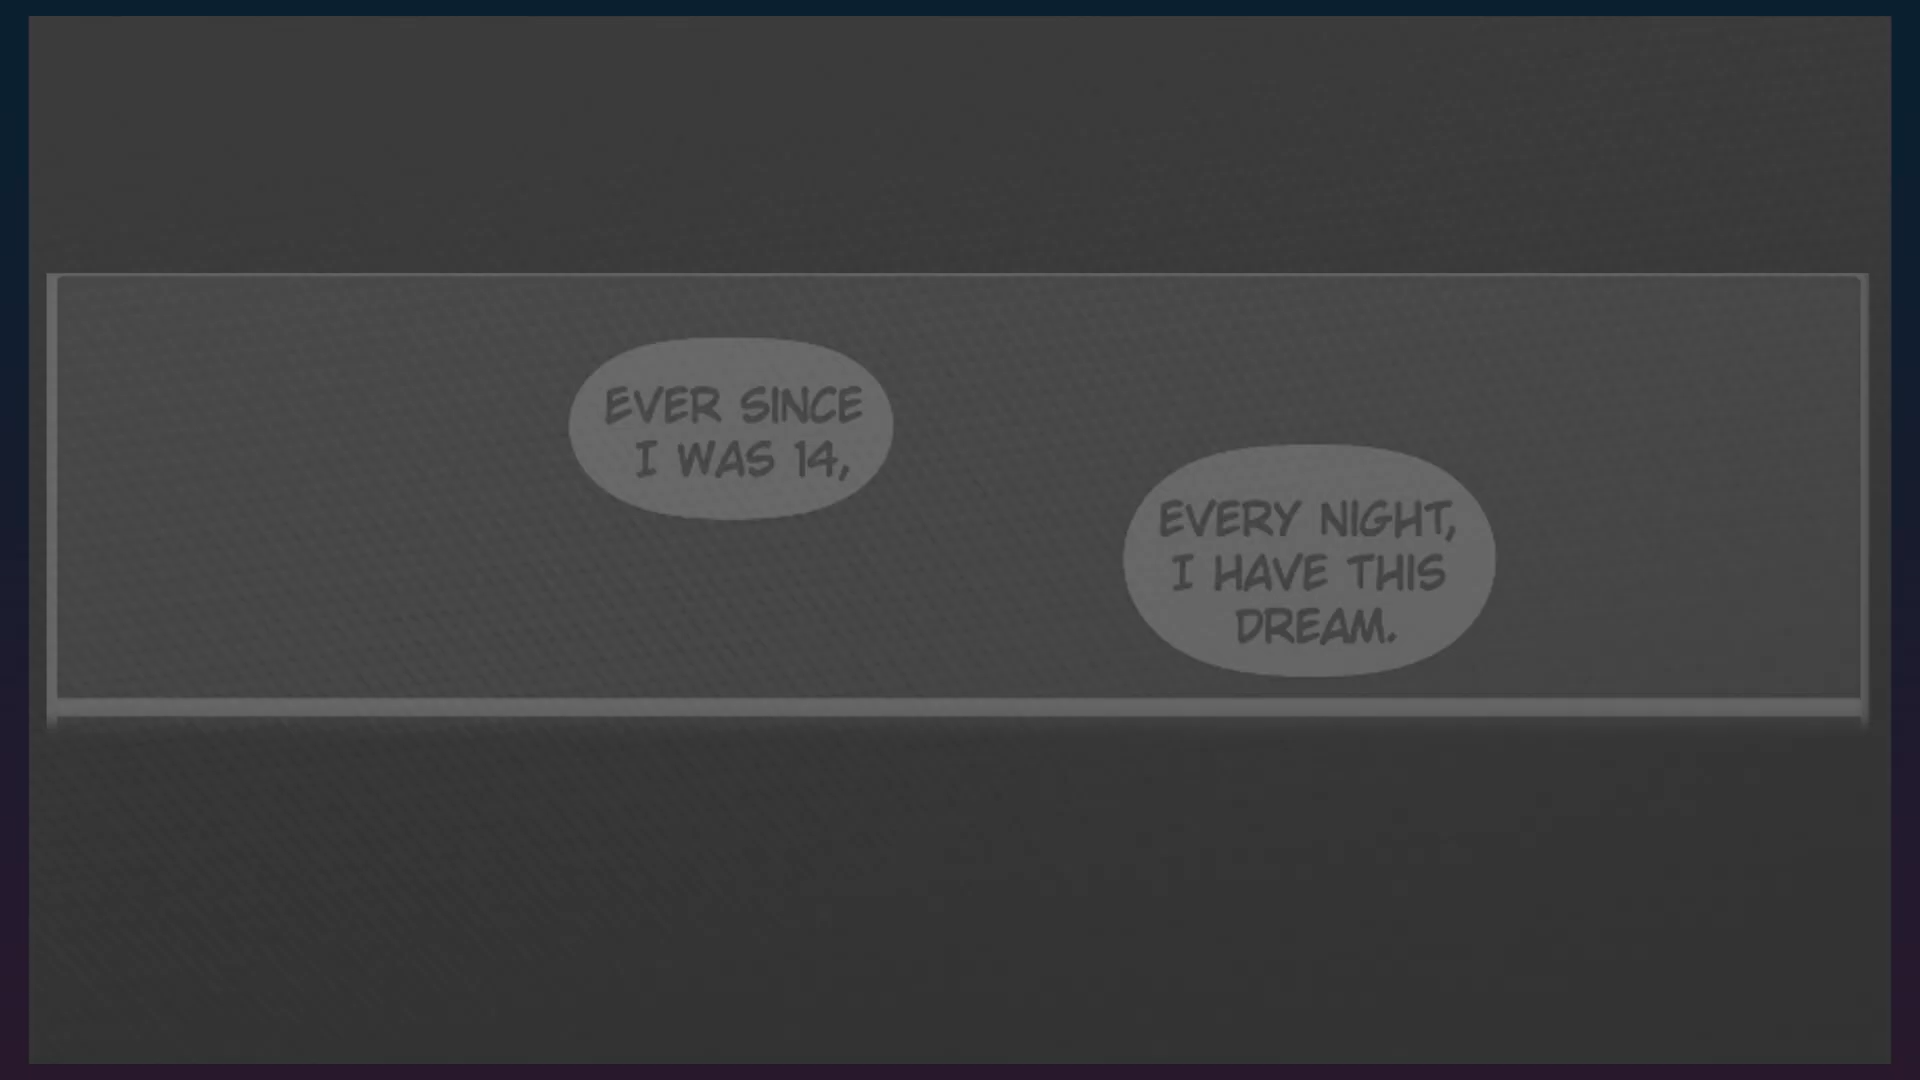 EVER SINCE
I WAS 14,
EVERY NIGHT,
I HAVE THIS
DREAM.